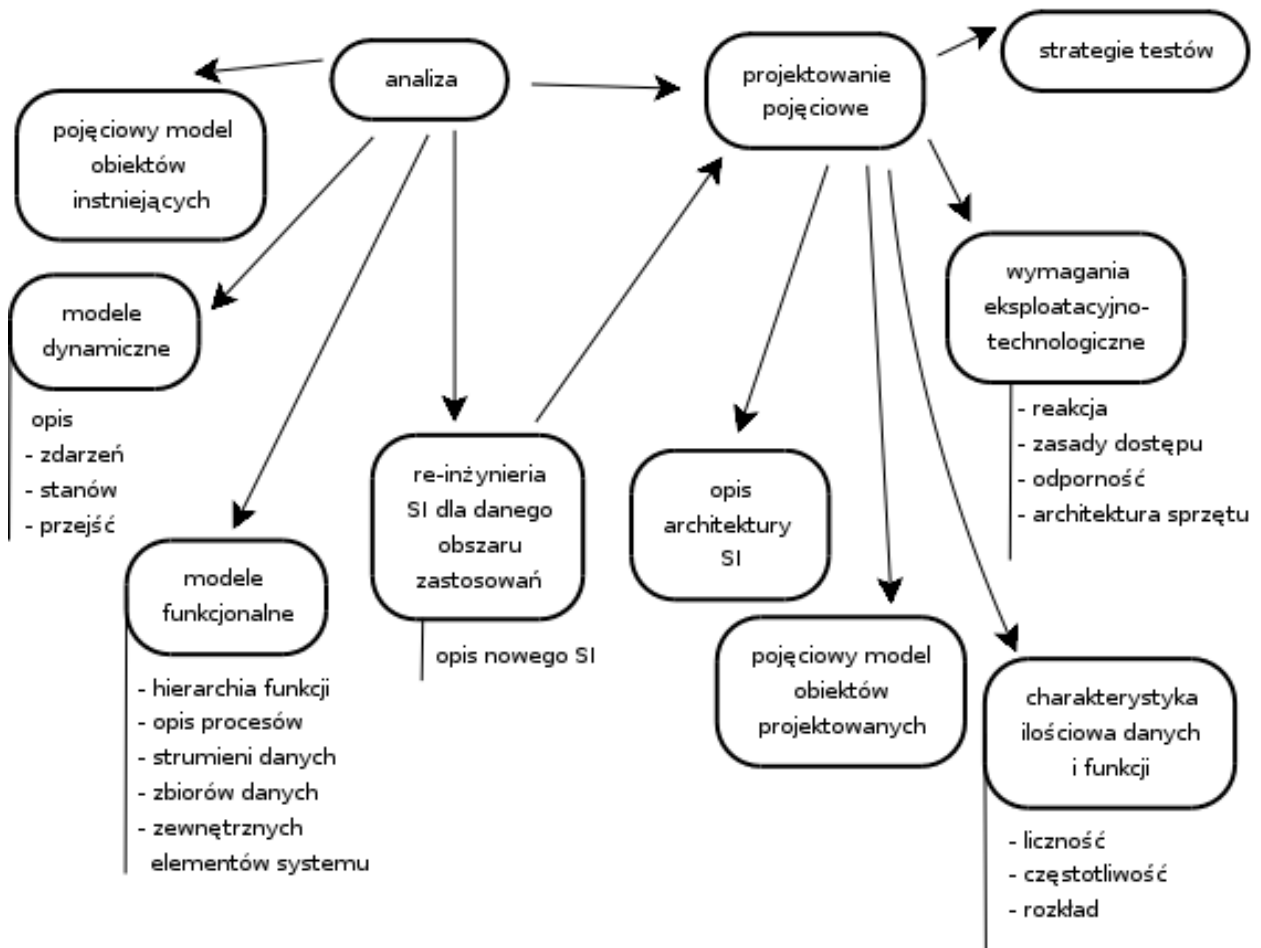 analiza
pojęciowy model
obiektów
instniejących
modele
dynamiczne
opis
- zdarzeń
- stanów
- przejść
modele
funkcjonalne
- hierarchia funkcji
- opis procesów
- strumieni danych
- zbiorów danych
- zewnętrznych
elementów systemu
re-inżynieria
SI dla danego
obszaru
zastosowań
opis nowego SI
projektowanie
pojęciowe
strategie testów
wymagania
eksploatacyjno-
technologiczne
- reakcja
- zasady dostępu
- odporność
- architektura sprzętu
opis
architektury
SI
pojęciowy model
obiektów
projektowanych
charakterystyka
ilościowa danych
i funkcji
- liczność
- częstotliwość
- rozkład